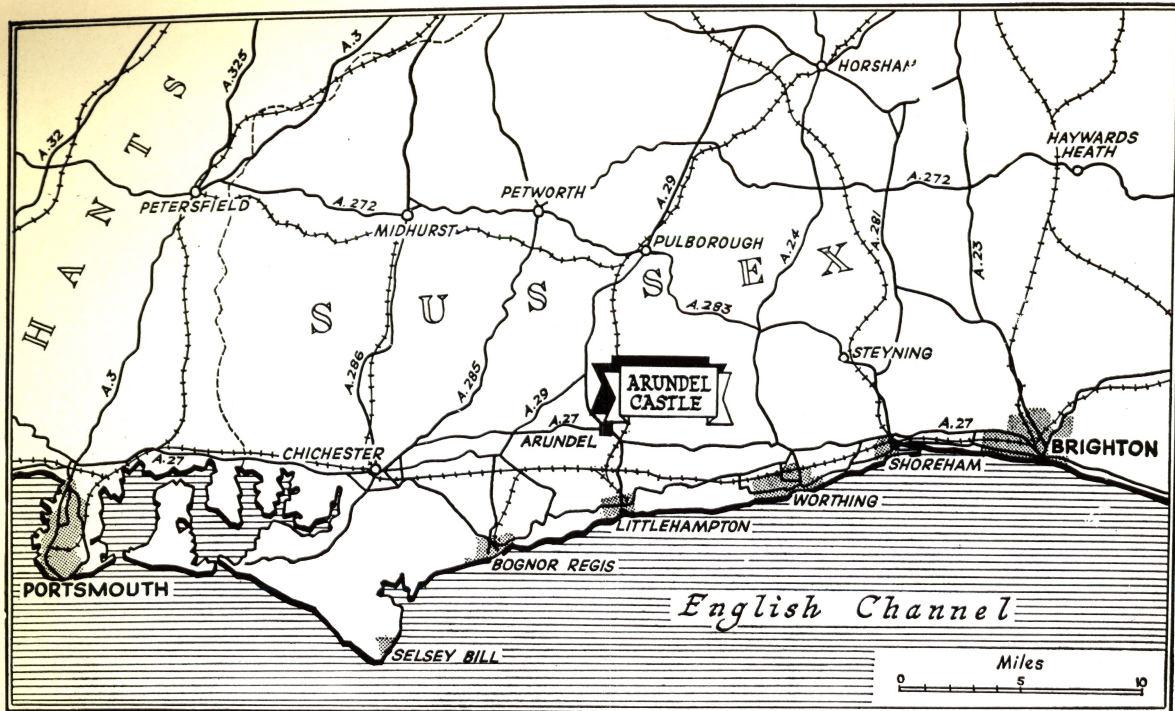 A.325
A.3
HORSHAM
A.32
HAYWARDS
HEATH
HANTS
PETERSFIELD
A.272
MIDHURST
PETWORTH
A.29
A.272
PULBOROUGH
A.24
A.281
A.23
SUSSEX
A.283
STEYNING
A.3
A.286
A.285
A.29
ARUNDEL
CASTLE
A.27
ARUNDEL
CHICHESTER
A.27
A.27
BRIGHTON
SHOREHAM
WORTHING
LITTLEHAMPTON
BOGNOR REGIS
PORTSMOUTH
English Channel
SELSEY BILL
Miles
0 5 10